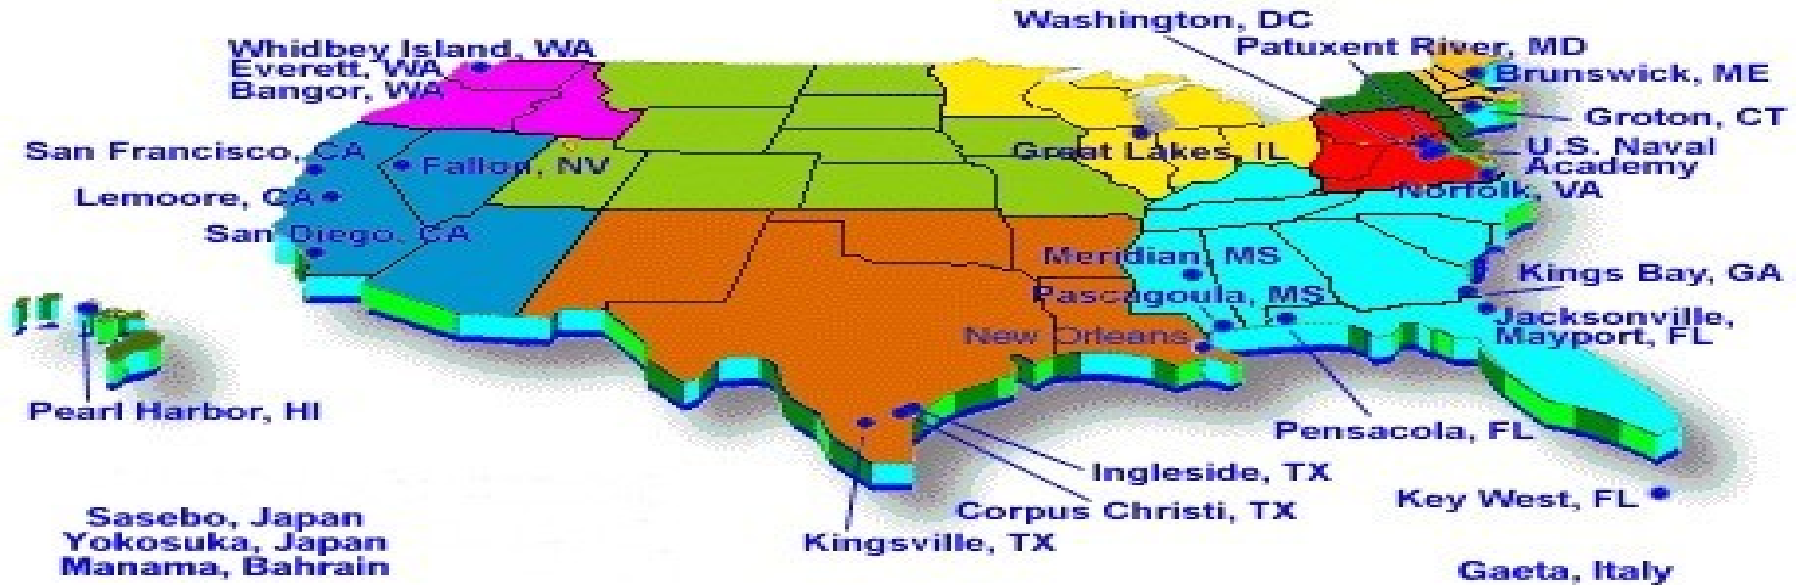 Washington, DC
Patuxent River, MD
Whidbey Island, WA
Everett, WA
Bangor, WA
Brunswick, ME
Groton, CT
San Francisco, CA
Fallon, NV
Great Lakes, IL
U.S. Naval
Academy
Lemoore, CA
Norfolk, VA
San Diego, CA
Meridian, MS
Kings Bay, GA
Pascagoula, MS
Jacksonville,
Mayport, FL
New Orleans
Pearl Harbor, HI
Pensacola, FL
Ingleside, TX
Key West, FL
Corpus Christi, TX
Kingsville, TX
Sasebo, Japan
Yokosuka, Japan
Manama, Bahrain
Gaeta, Italy